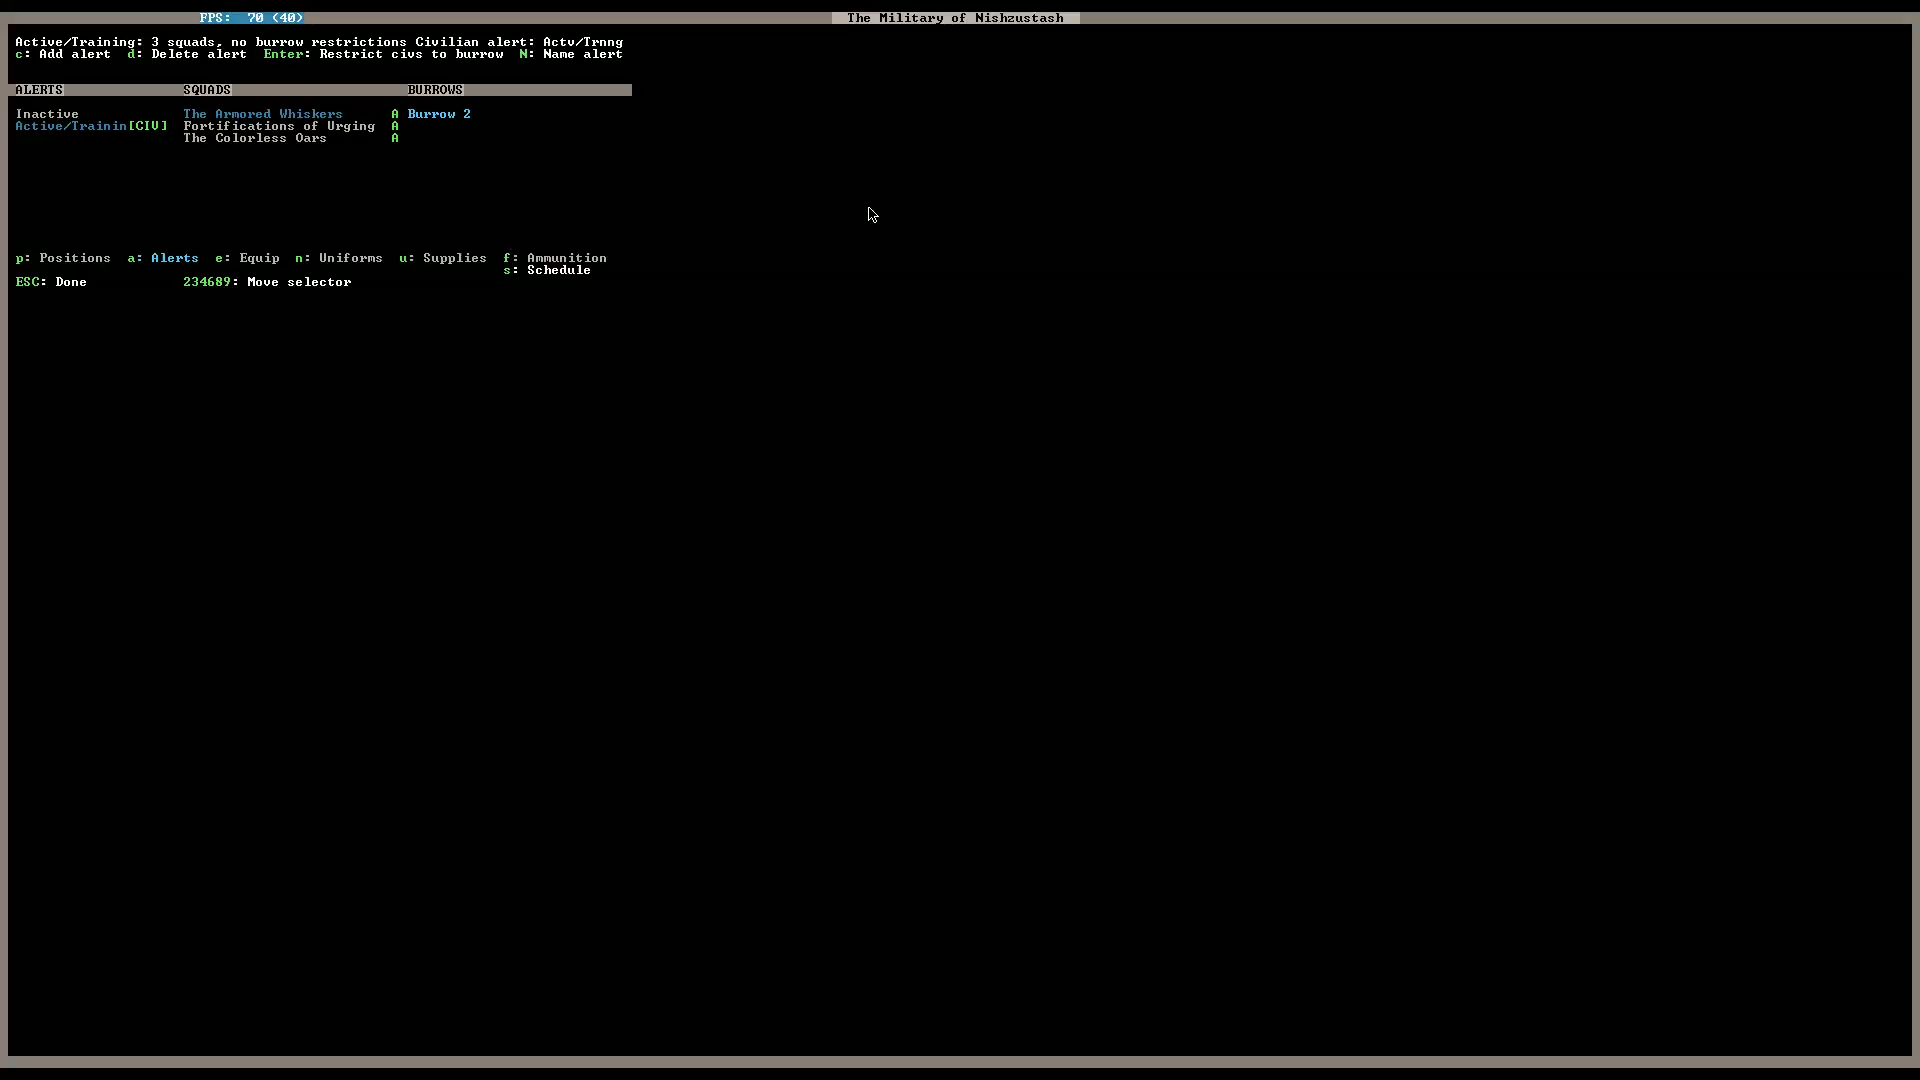 FPS: 70 (40) The Military of Nishzustash
Active/Training: 3 squads, no burrow restrictions Civilian alert: Actv/Trnng
c: Add alert d: Delete alert Enter: Restrict civs to burrow N: Name alert
ALERTS SQUADS BURROWS
Inactive The Armored Whiskers A Burrow 2
Active/Trainin[CIV] Fortifications of Urging A
The Colorless Oars A
p: Positions a: Alerts e: Equip n: Uniforms u: Supplies f: Ammunition
s: Schedule
ESC: Done 234689: Move selector